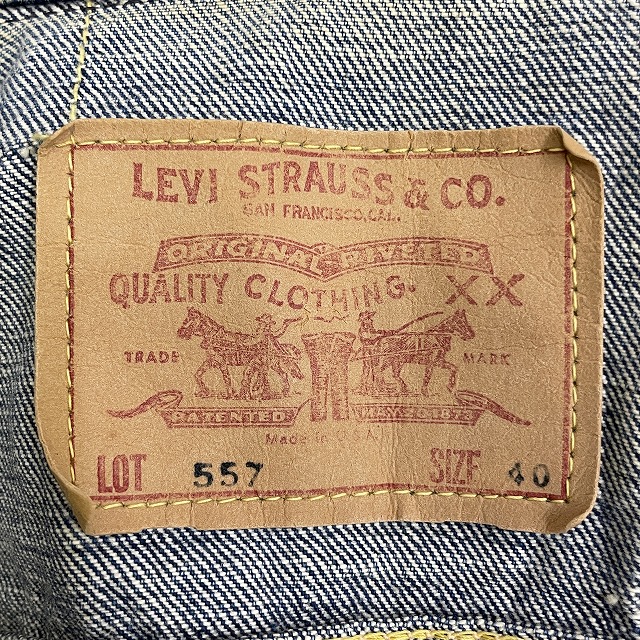 LEVI STRAUSS & CO.
SAN FRANCISCO, CAL.
ORIGINAL RIVETED
QUALITY CLOTHING. XX
TRADE MARK
PATENTED MAY 20 1873
Made in U.S.A.
LOT 557 SIZE 40